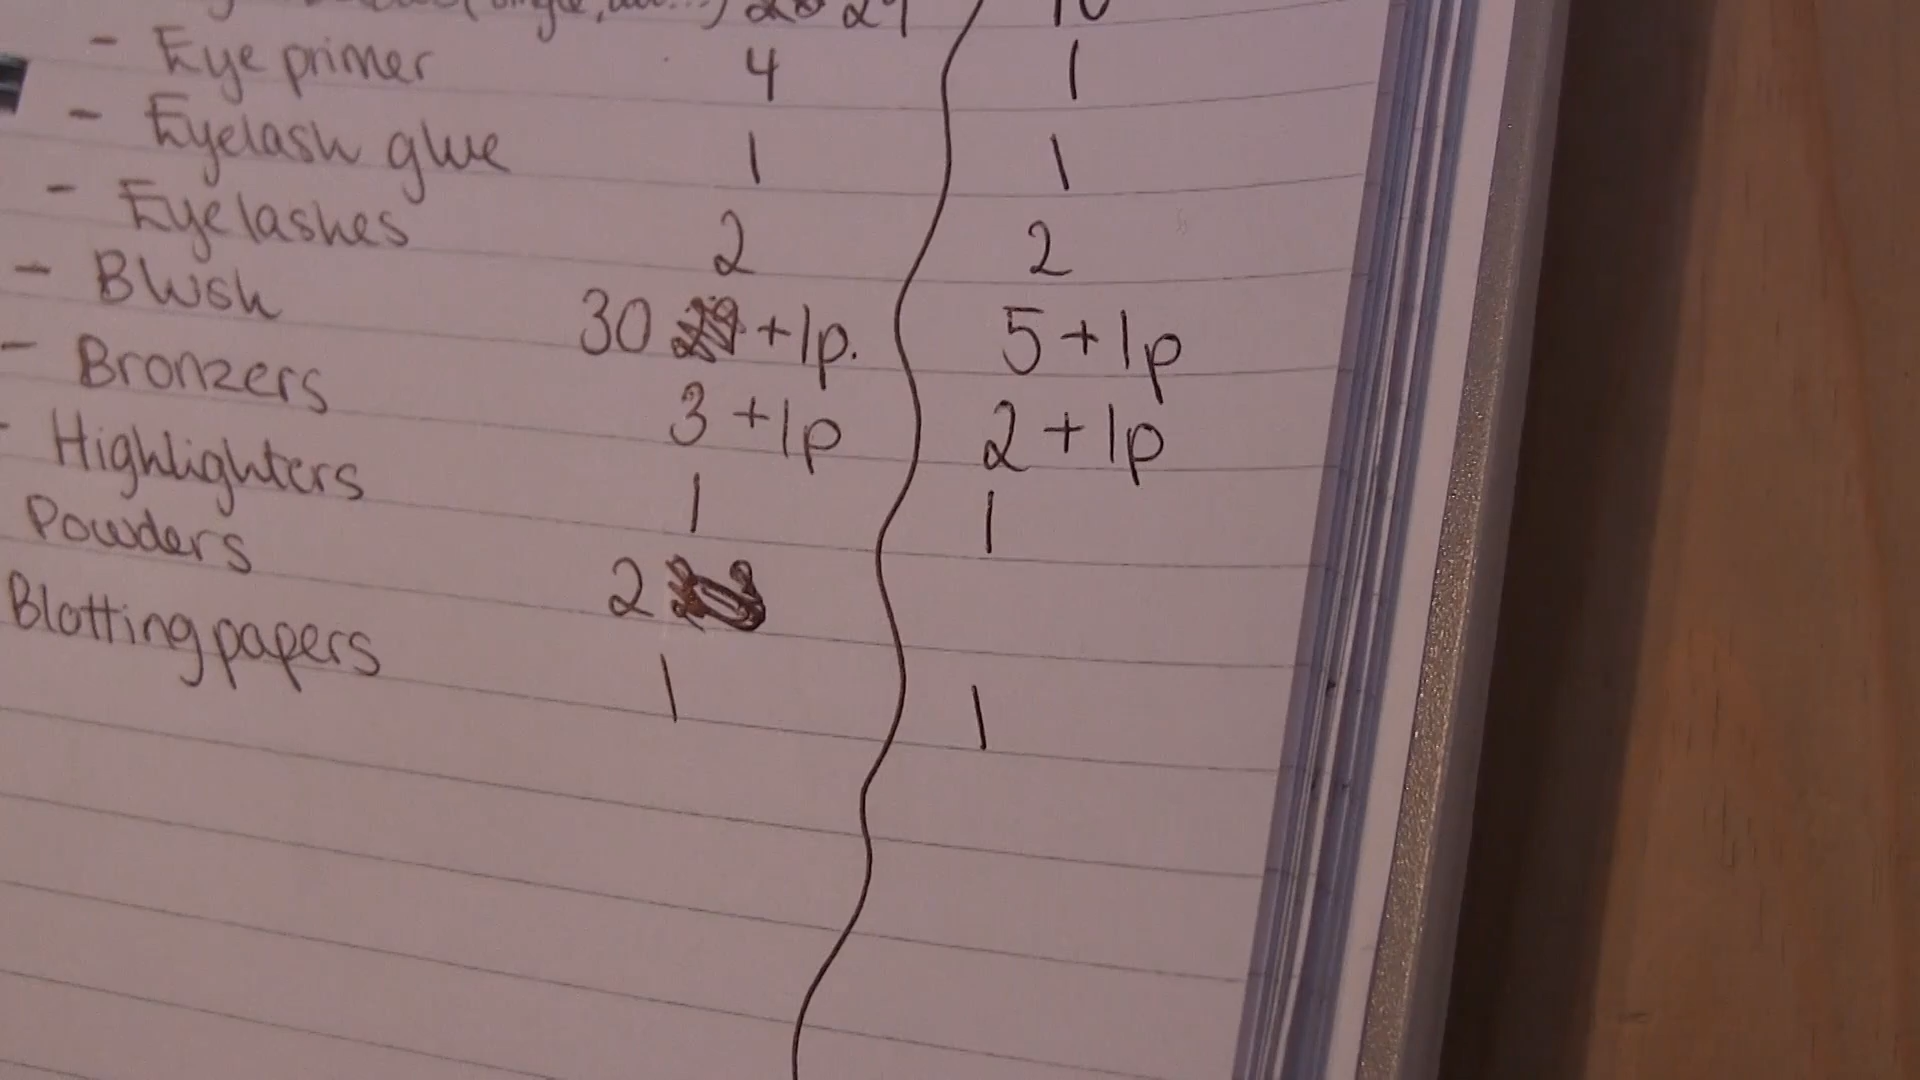 - Eye primer 4 1
- Eyelash glue 1 1
- Eyelashes 2 2
- Blush 30 +1p. 5+1p
- Bronzers 3+1p 2+1p
- Highlighters 1 1
Powders 2
Blotting papers 1 1